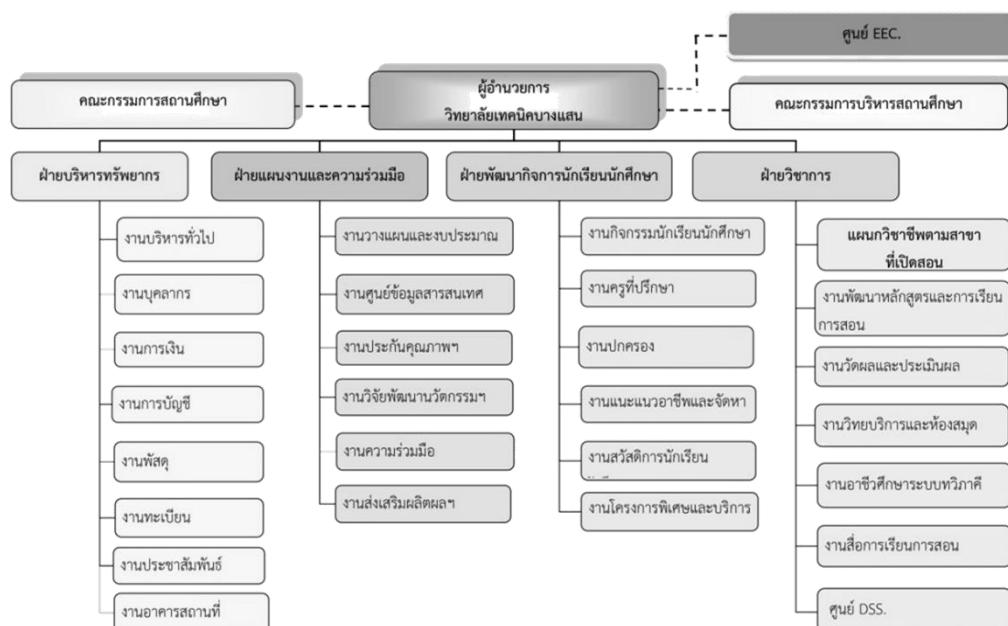 ศูนย์ EEC.
คณะกรรมการสถานศึกษา
ผู้อำนวยการ
วิทยาลัยเทคนิคบางแสน
คณะกรรมการบริหารสถานศึกษา
ฝ่ายบริหารทรัพยากร
ฝ่ายแผนงานและความร่วมมือ
ฝ่ายพัฒนากิจการนักเรียนนักศึกษา
ฝ่ายวิชาการ
งานบริหารทั่วไป
งานบุคลากร
งานการเงิน
งานการบัญชี
งานพัสดุ
งานทะเบียน
งานประชาสัมพันธ์
งานอาคารสถานที่
งานวางแผนและงบประมาณ
งานศูนย์ข้อมูลสารสนเทศ
งานประกันคุณภาพฯ
งานวิจัยพัฒนานวัตกรรมฯ
งานความร่วมมือ
งานส่งเสริมผลิตผลฯ
งานกิจกรรมนักเรียนนักศึกษา
งานครูที่ปรึกษา
งานปกครอง
งานแนะแนวอาชีพและจัดหา
งานสวัสดิการนักเรียน
งานโครงการพิเศษและบริการ
แผนกวิชาชีพตามสาขา
ที่เปิดสอน
งานพัฒนาหลักสูตรและการเรียน
การสอน
งานวัดผลและประเมินผล
งานวิทยบริการและห้องสมุด
งานอาชีวศึกษาระบบทวิภาคี
งานสื่อการเรียนการสอน
ศูนย์ DSS.